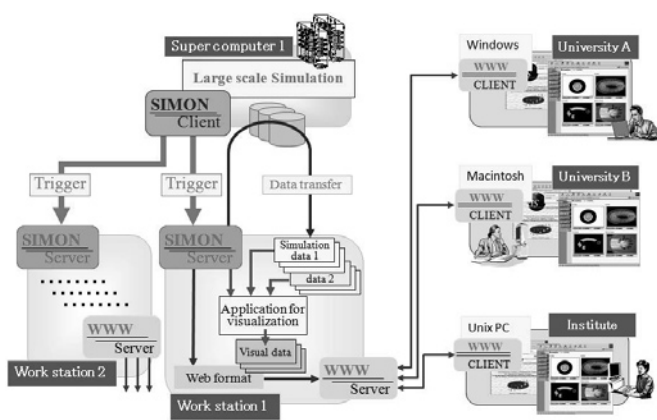 Super computer 1
Large scale Simulation
SIMON
Client
Trigger
Trigger
Data transfer
SIMON
Server
SIMON
Server
Simulation
data 1
data 2
Application for
visualization
Visual data
Web format
WWW
Server
WWW
Server
Work station 2
Work station 1
Windows
University A
WWW
CLIENT
Macintosh
University B
WWW
CLIENT
Unix PC
Institute
WWW
CLIENT